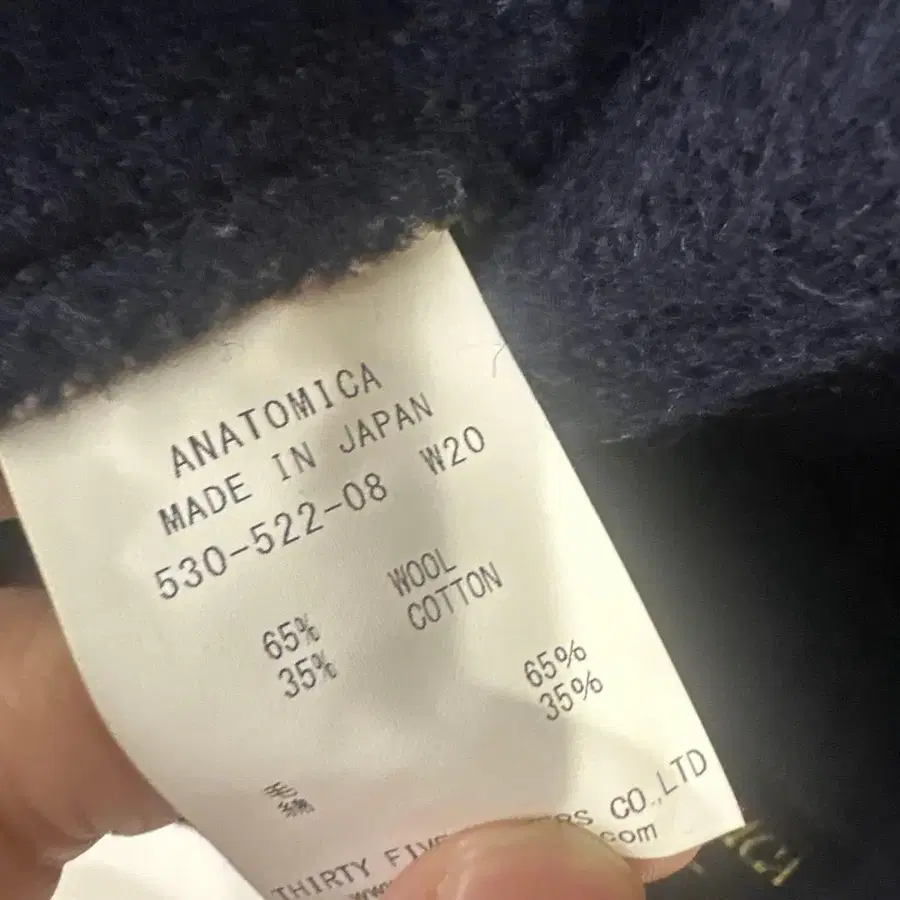 ANATOMICA
MADE IN JAPAN
530-522-08 W20
65% WOOL
35% COTTON
毛 65%
綿 35%
THIRTY FIVE CO.,LTD
.com